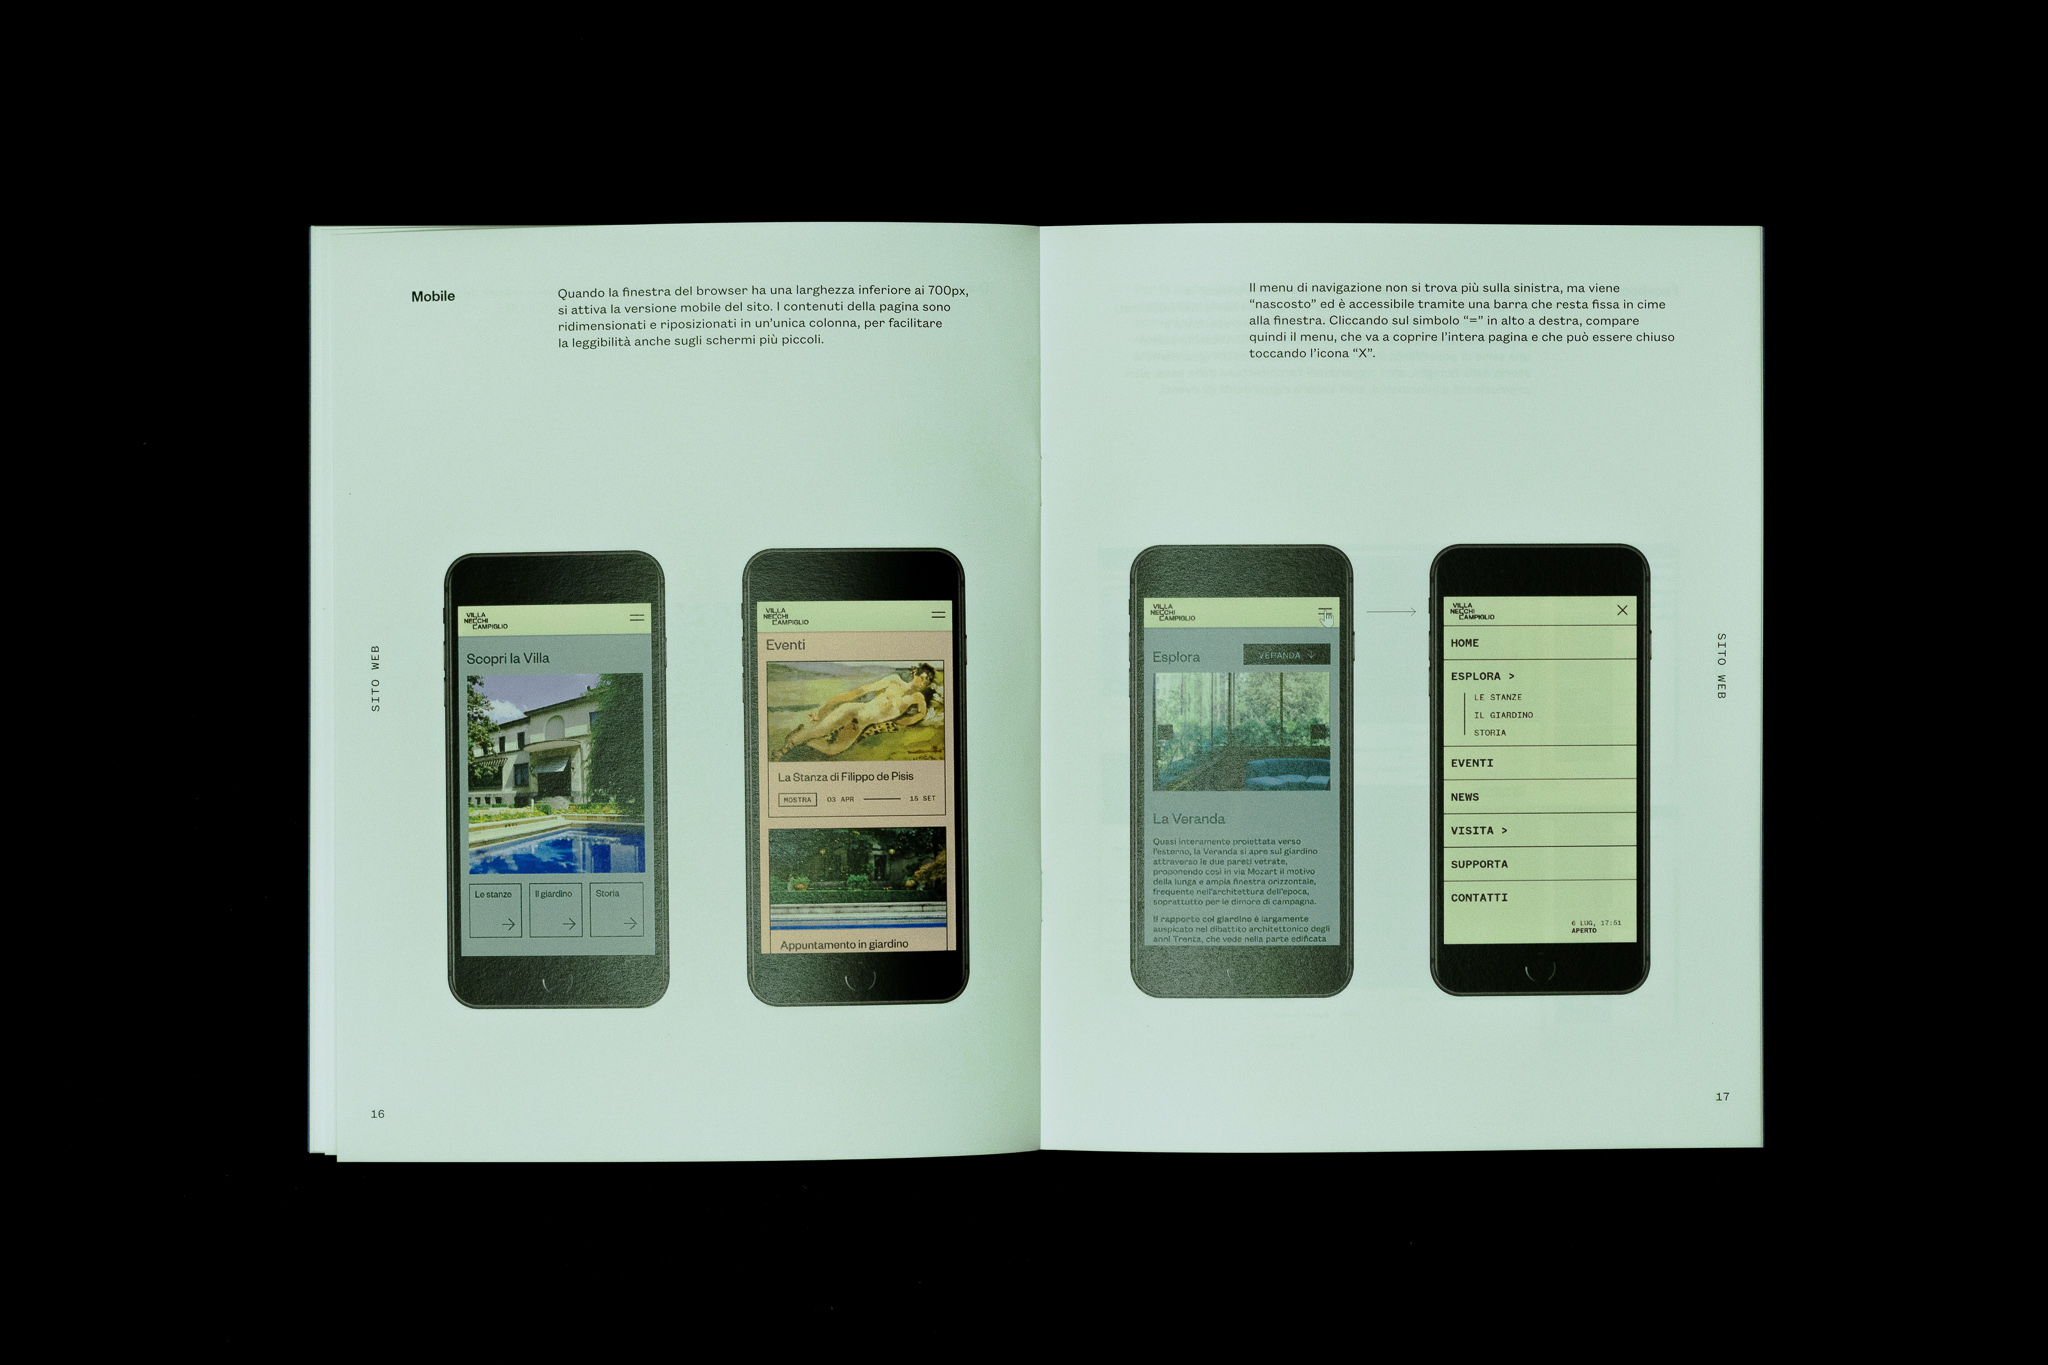 Mobile
Quando la finestra del browser ha una larghezza inferiore ai 700px,
si attiva la versione mobile del sito. I contenuti della pagina sono
ridimensionati e riposizionati in un'unica colonna, per facilitare
la leggibilità anche sugli schermi più piccoli.
SITO WEB
VILLA
NECCHI
CAMPIGLIO
Scopri la Villa
Le stanze
Il giardino
Storia
VILLA
NECCHI
CAMPIGLIO
Eventi
La Stanza di Filippo de Pisis
MOSTRA 03 APR 15 SET
Appuntamento in giardino
16
Il menu di navigazione non si trova più sulla sinistra, ma viene
“nascosto” ed è accessibile tramite una barra che resta fissa in cime
alla finestra. Cliccando sul simbolo “=” in alto a destra, compare
quindi il menu, che va a coprire l'intera pagina e che può essere chiuso
toccando l'icona “X”.
VILLA
NECCHI
CAMPIGLIO
Esplora
VERANDA
La Veranda
Quasi interamente proiettata verso
l'esterno, la Veranda si apre sul giardino
attraverso le due pareti vetrate,
proponendo così in via Mozart il motivo
della lunga e ampia finestra orizzontale,
frequente nell'architettura dell'epoca,
soprattutto per le dimore di campagna.
Il rapporto col giardino è largamente
auspicato nel dibattito architettonico degli
anni Trenta, che vede nella parte edificata
VILLA
NECCHI
CAMPIGLIO
HOME
ESPLORA >
LE STANZE
IL GIARDINO
STORIA
EVENTI
NEWS
VISITA >
SUPPORTA
CONTATTI
6 LUG, 17:51
APERTO
SITO WEB
17